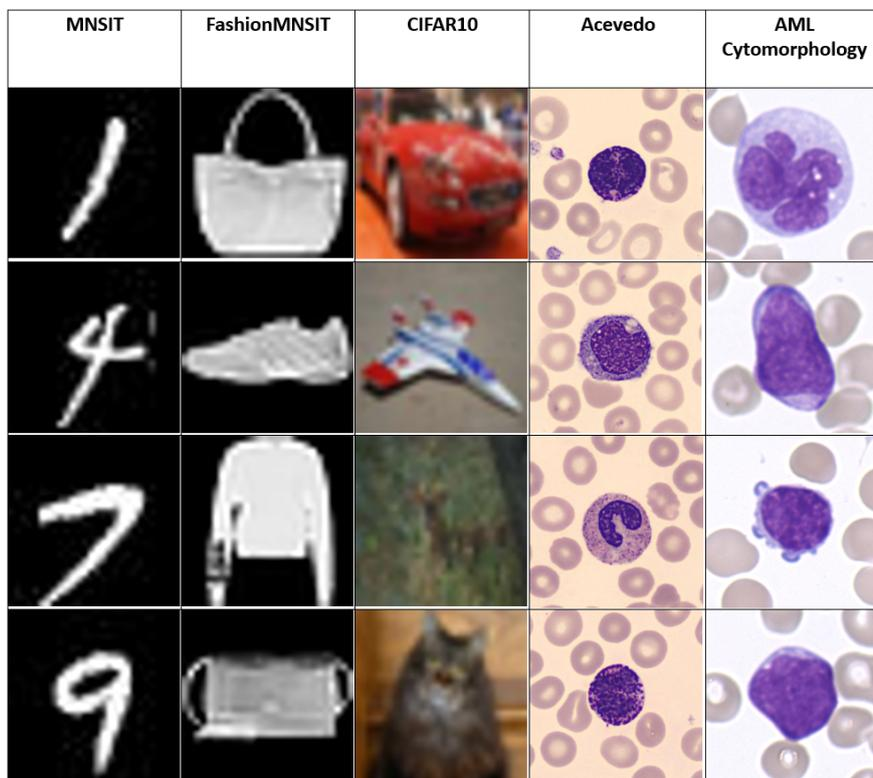 MNSIT
FashionMNSIT
CIFAR10
Acevedo
AML
Cytomorphology
1
4
7
9